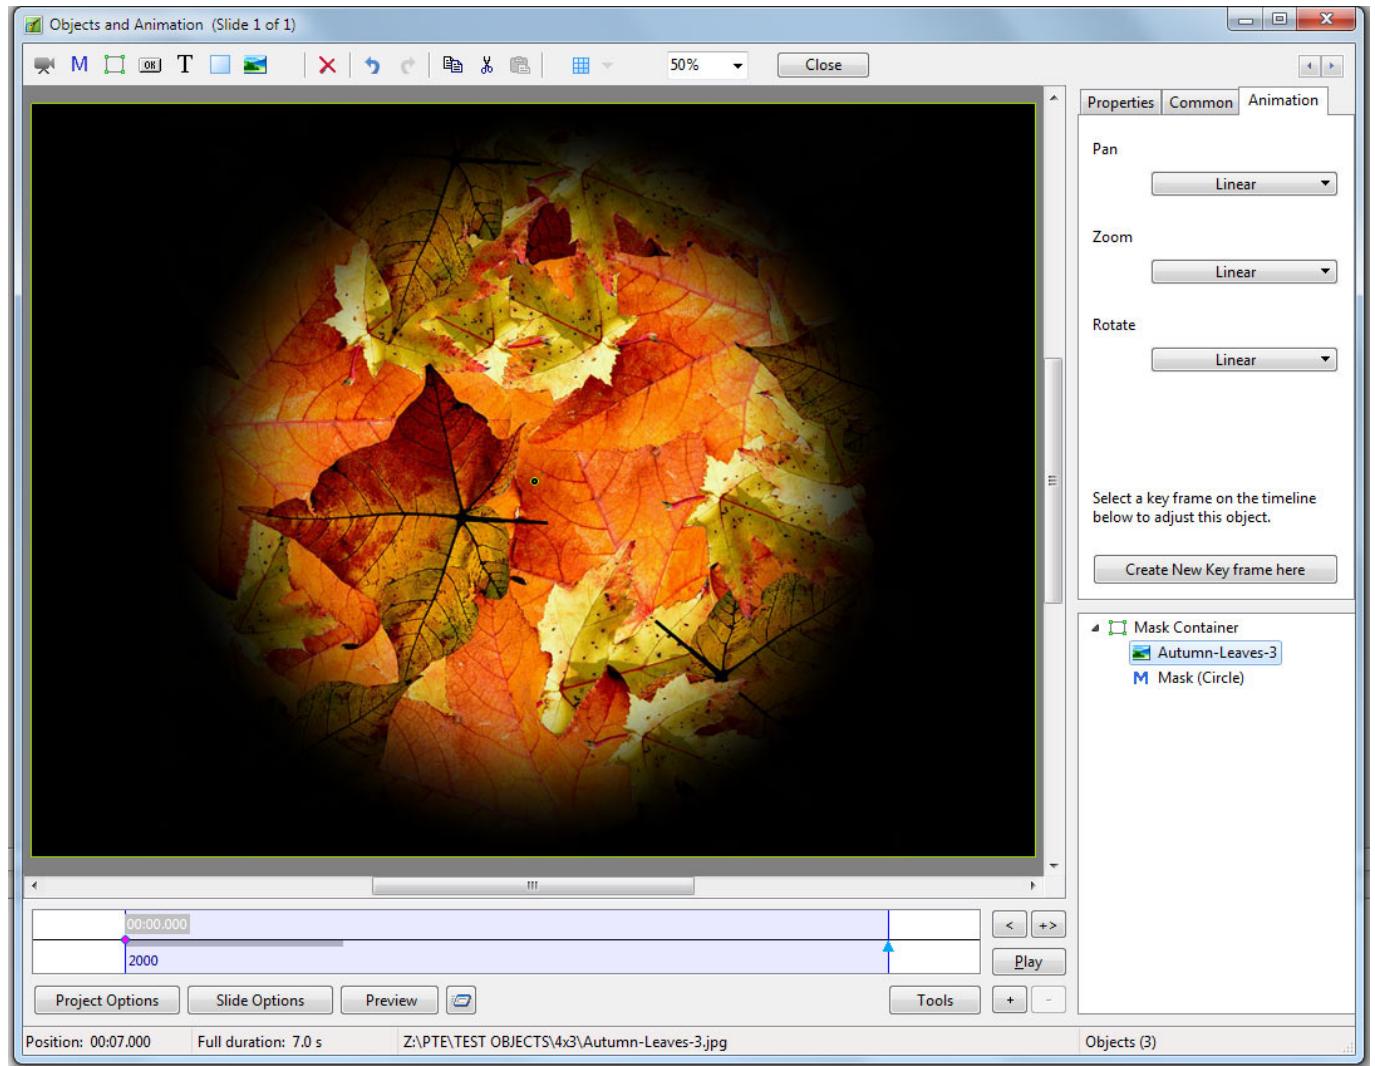 Objects and Animation (Slide 1 of 1)
M OK T 50% Close
Properties Common Animation
Pan
Linear
Zoom
Linear
Rotate
Linear
Select a key frame on the timeline
below to adjust this object.
Create New Key frame here
Mask Container
Autumn-Leaves-3
M Mask (Circle)
00:00.000
2000
< +>
Play
Project Options Slide Options Preview Tools + -
Position: 00:07.000 Full duration: 7.0 s Z:\PTE\TEST OBJECTS\4x3\Autumn-Leaves-3.jpg Objects (3)